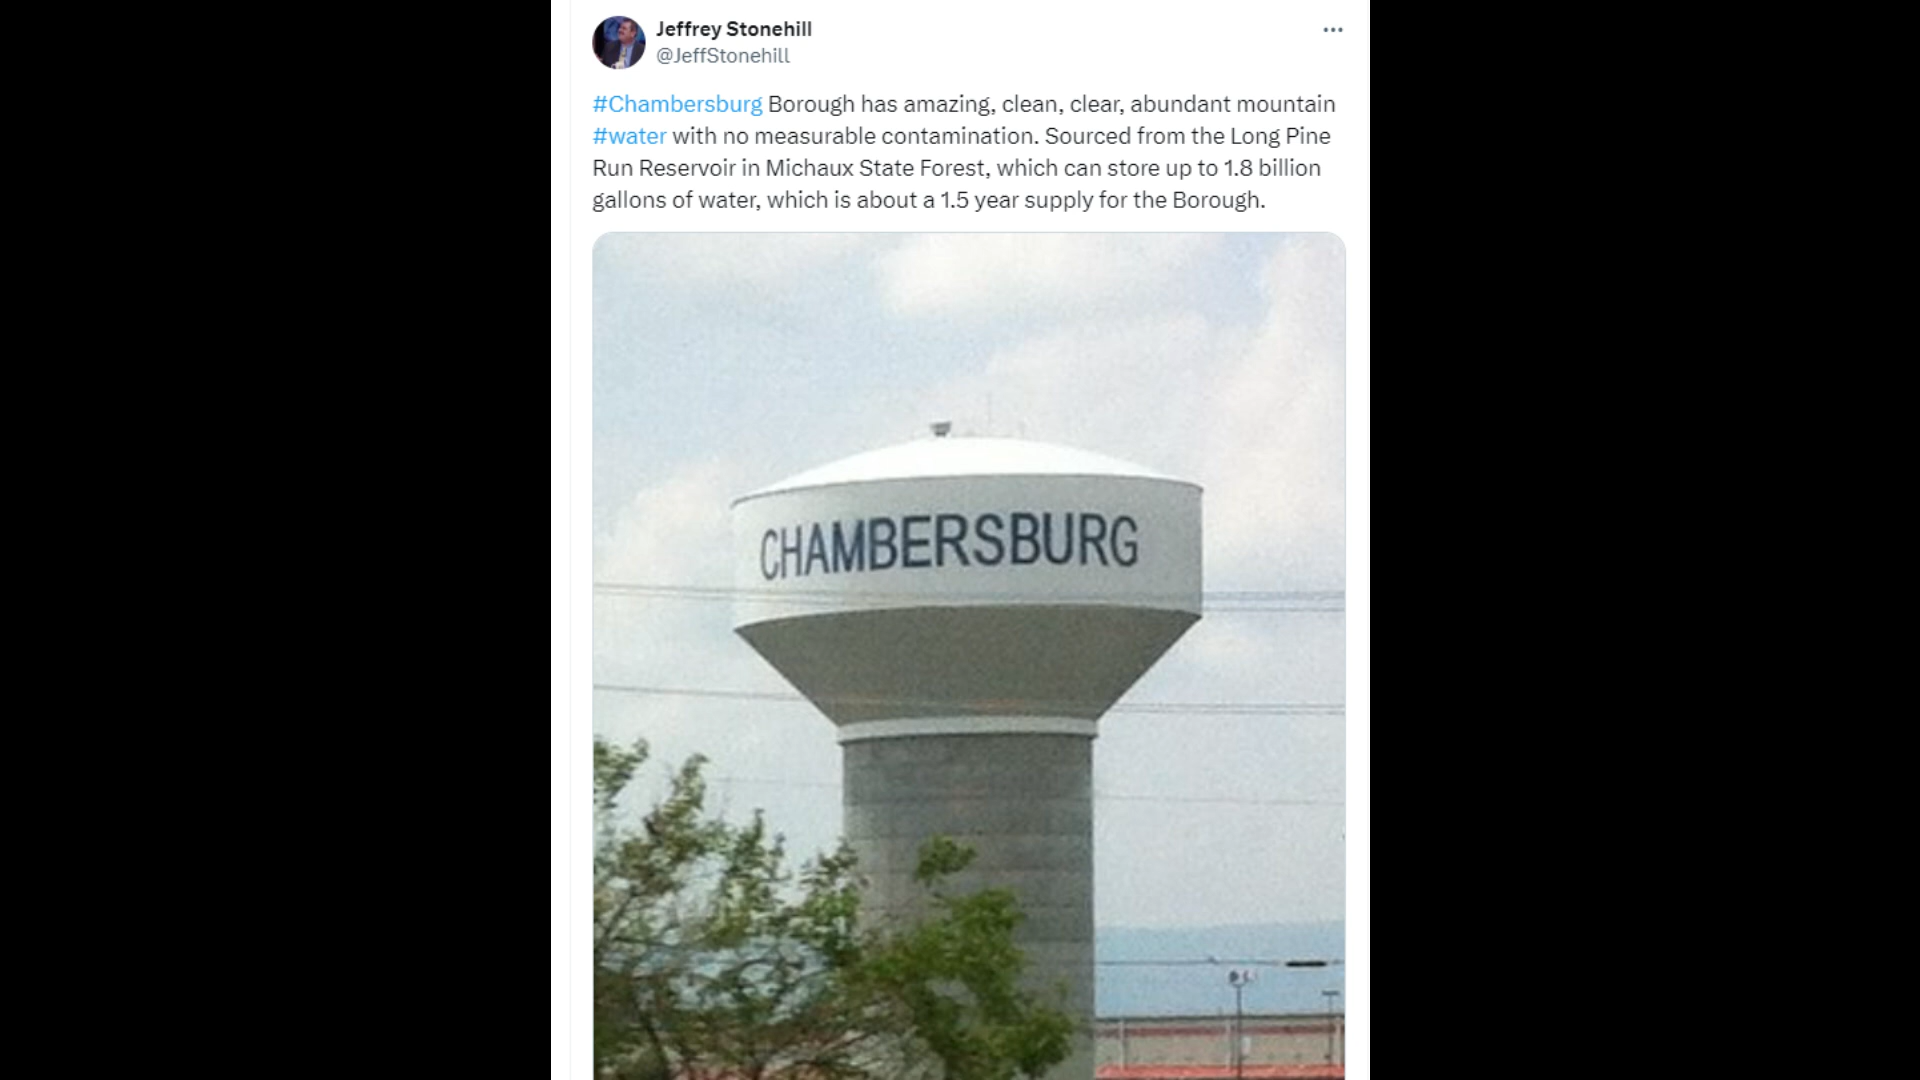 Jeffrey Stonehill
@JeffStonehill
#Chambersburg Borough has amazing, clean, clear, abundant mountain
#water with no measurable contamination. Sourced from the Long Pine
Run Reservoir in Michaux State Forest, which can store up to 1.8 billion
gallons of water, which is about a 1.5 year supply for the Borough.
CHAMBERSBURG